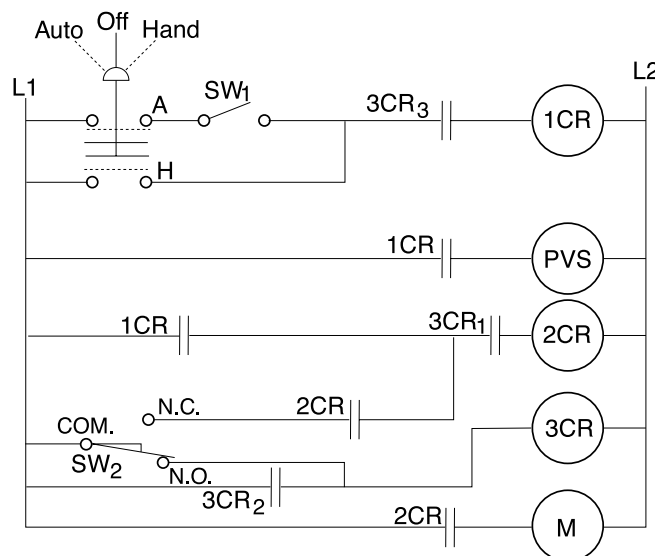 Off
Auto Hand
L1 L2
A SW1 3CR3 1CR
H
1CR PVS
1CR 3CR1 2CR
N.C. 2CR
COM. 3CR
SW2 N.O.
3CR2
2CR M